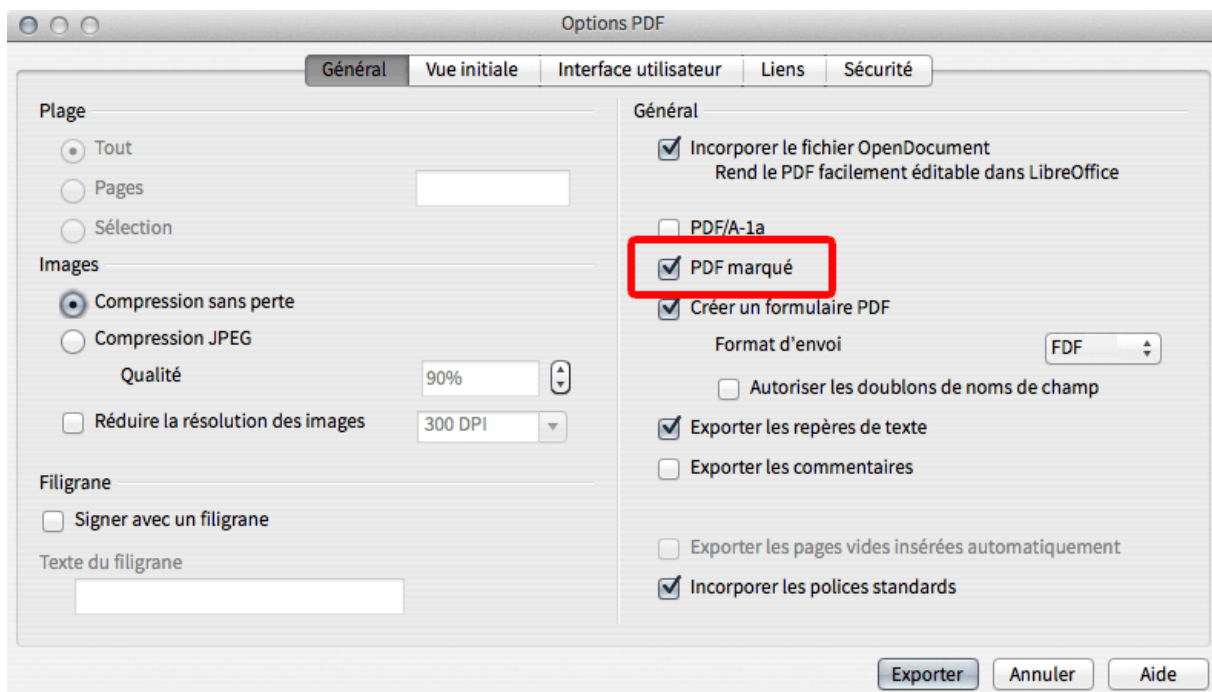 Options PDF
Général Vue initiale Interface utilisateur Liens Sécurité
Plage
Tout
Pages
Sélection
Images
Compression sans perte
Compression JPEG
Qualité 90%
Réduire la résolution des images 300 DPI
Filigrane
Signer avec un filigrane
Texte du filigrane
Général
Incorporer le fichier OpenDocument
Rend le PDF facilement éditable dans LibreOffice
PDF/A-1a
PDF marqué
Créer un formulaire PDF
Format d'envoi FDF
Autoriser les doublons de noms de champ
Exporter les repères de texte
Exporter les commentaires
Exporter les pages vides insérées automatiquement
Incorporer les polices standards
Exporter Annuler Aide